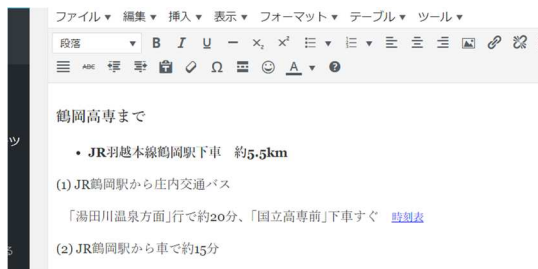 ファイル ▼ 編集 ▼ 挿入 ▼ 表示 ▼ フォーマット ▼ テーブル ▼ ツール ▼
段落 ▼ B I U
ABC Ω A
鶴岡高専まで
• JR羽越本線鶴岡駅下車　約5.5km
(1) JR鶴岡駅から庄内交通バス
「湯田川温泉方面」行で約20分、「国立高専前」下車すぐ　時刻表
ツ
(2) JR鶴岡駅から車で約15分
る